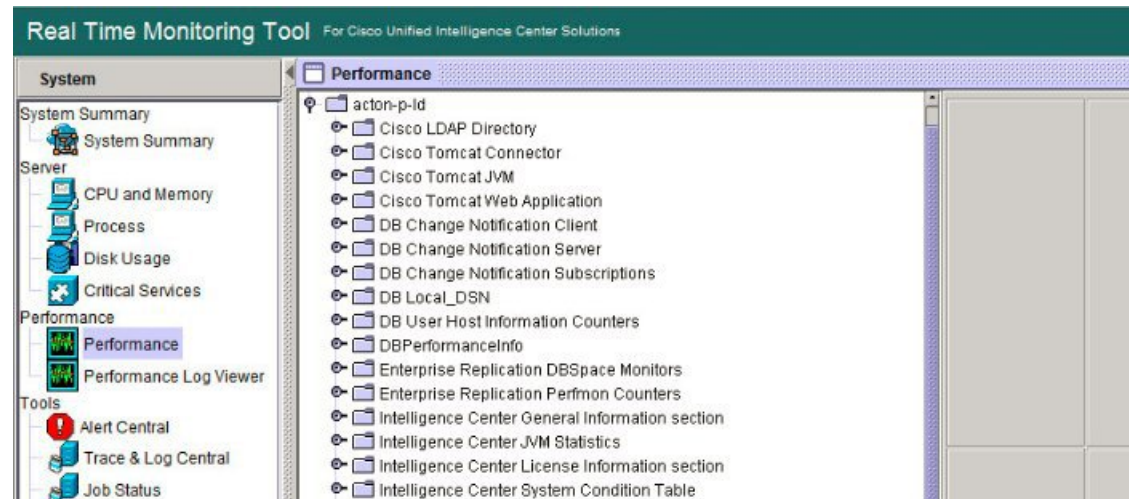 Real Time Monitoring Tool For Cisco Unified Intelligence Center Solutions
System
System Summary
System Summary
Server
CPU and Memory
Process
Disk Usage
Critical Services
Performance
Performance
Performance Log Viewer
Tools
Alert Central
Trace & Log Central
Job Status
Performance
acton-p-ld
Cisco LDAP Directory
Cisco Tomcat Connector
Cisco Tomcat JVM
Cisco Tomcat Web Application
DB Change Notification Client
DB Change Notification Server
DB Change Notification Subscriptions
DB Local_DSN
DB User Host Information Counters
DBPerformanceInfo
Enterprise Replication DBSpace Monitors
Enterprise Replication Perfmon Counters
Intelligence Center General Information section
Intelligence Center JVM Statistics
Intelligence Center License Information section
Intelligence Center System Condition Table